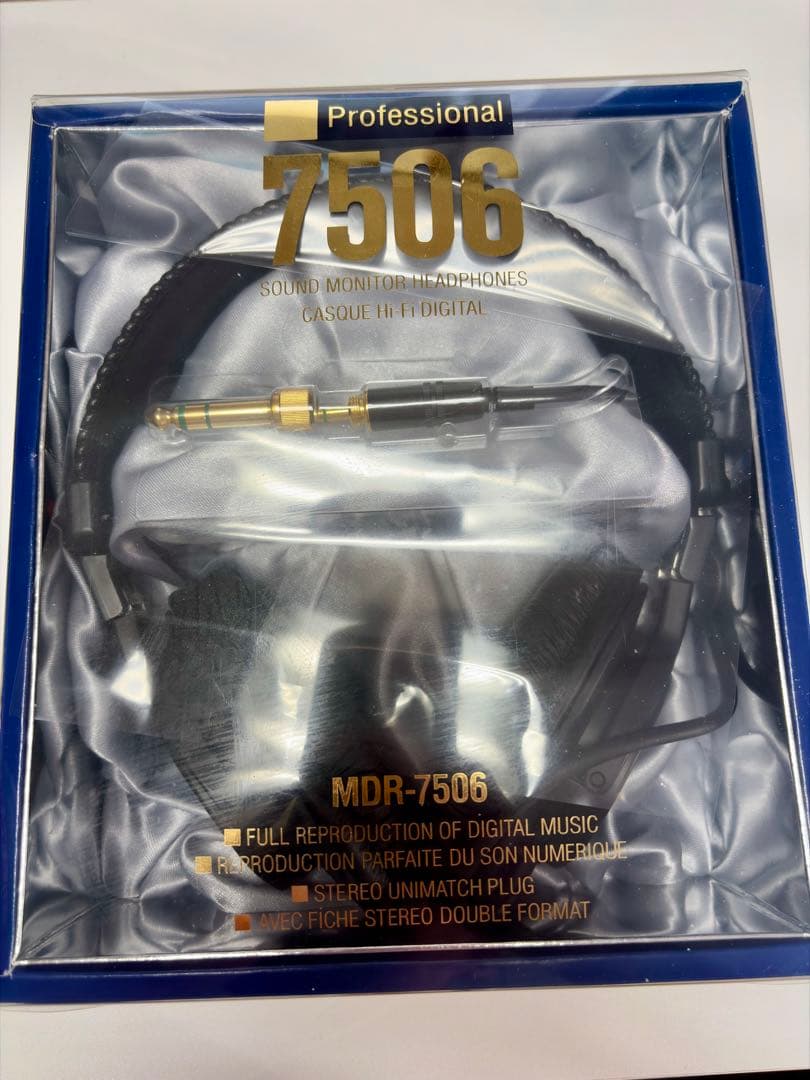 Professional
7506
SOUND MONITOR HEADPHONES
CASQUE Hi-Fi DIGITAL
MDR-7506
FULL REPRODUCTION OF DIGITAL MUSIC
REPRODUCTION PARFAITE DU SON NUMERIQUE
STEREO UNIMATCH PLUG
AVEC FICHE STEREO DOUBLE FORMAT